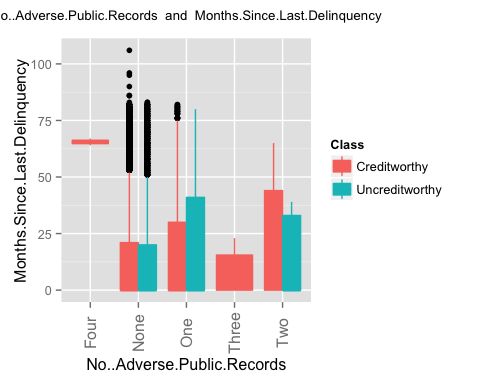 o..Adverse.Public.Records and Months.Since.Last.Delinquency
Months.Since.Last.Delinquency
100
75
50
25
0
Four
None
One
Three
Two
No..Adverse.Public.Records
Class
Creditworthy
Uncreditworthy